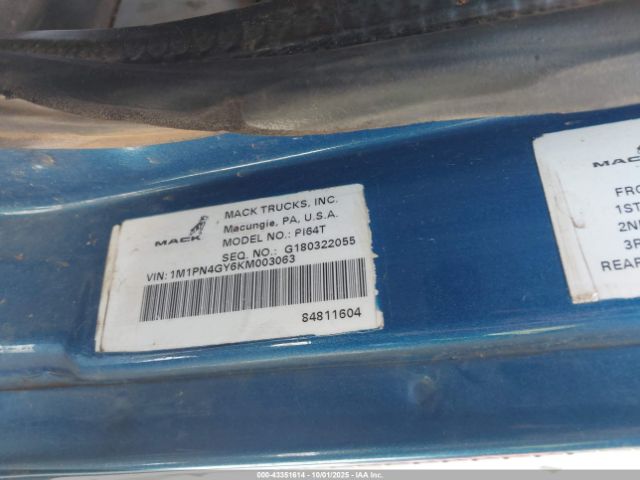 MACK TRUCKS, INC.
Macungie, PA, U.S.A.
MACK
MODEL NO.: PI64T
SEQ. NO.: G180322055
VIN: 1M1PN4GY6KM003063
84811604
MACK
FRO
1ST
2ND
3R
REAR
000-43351614 - 10/01/2025 - IAA Inc.